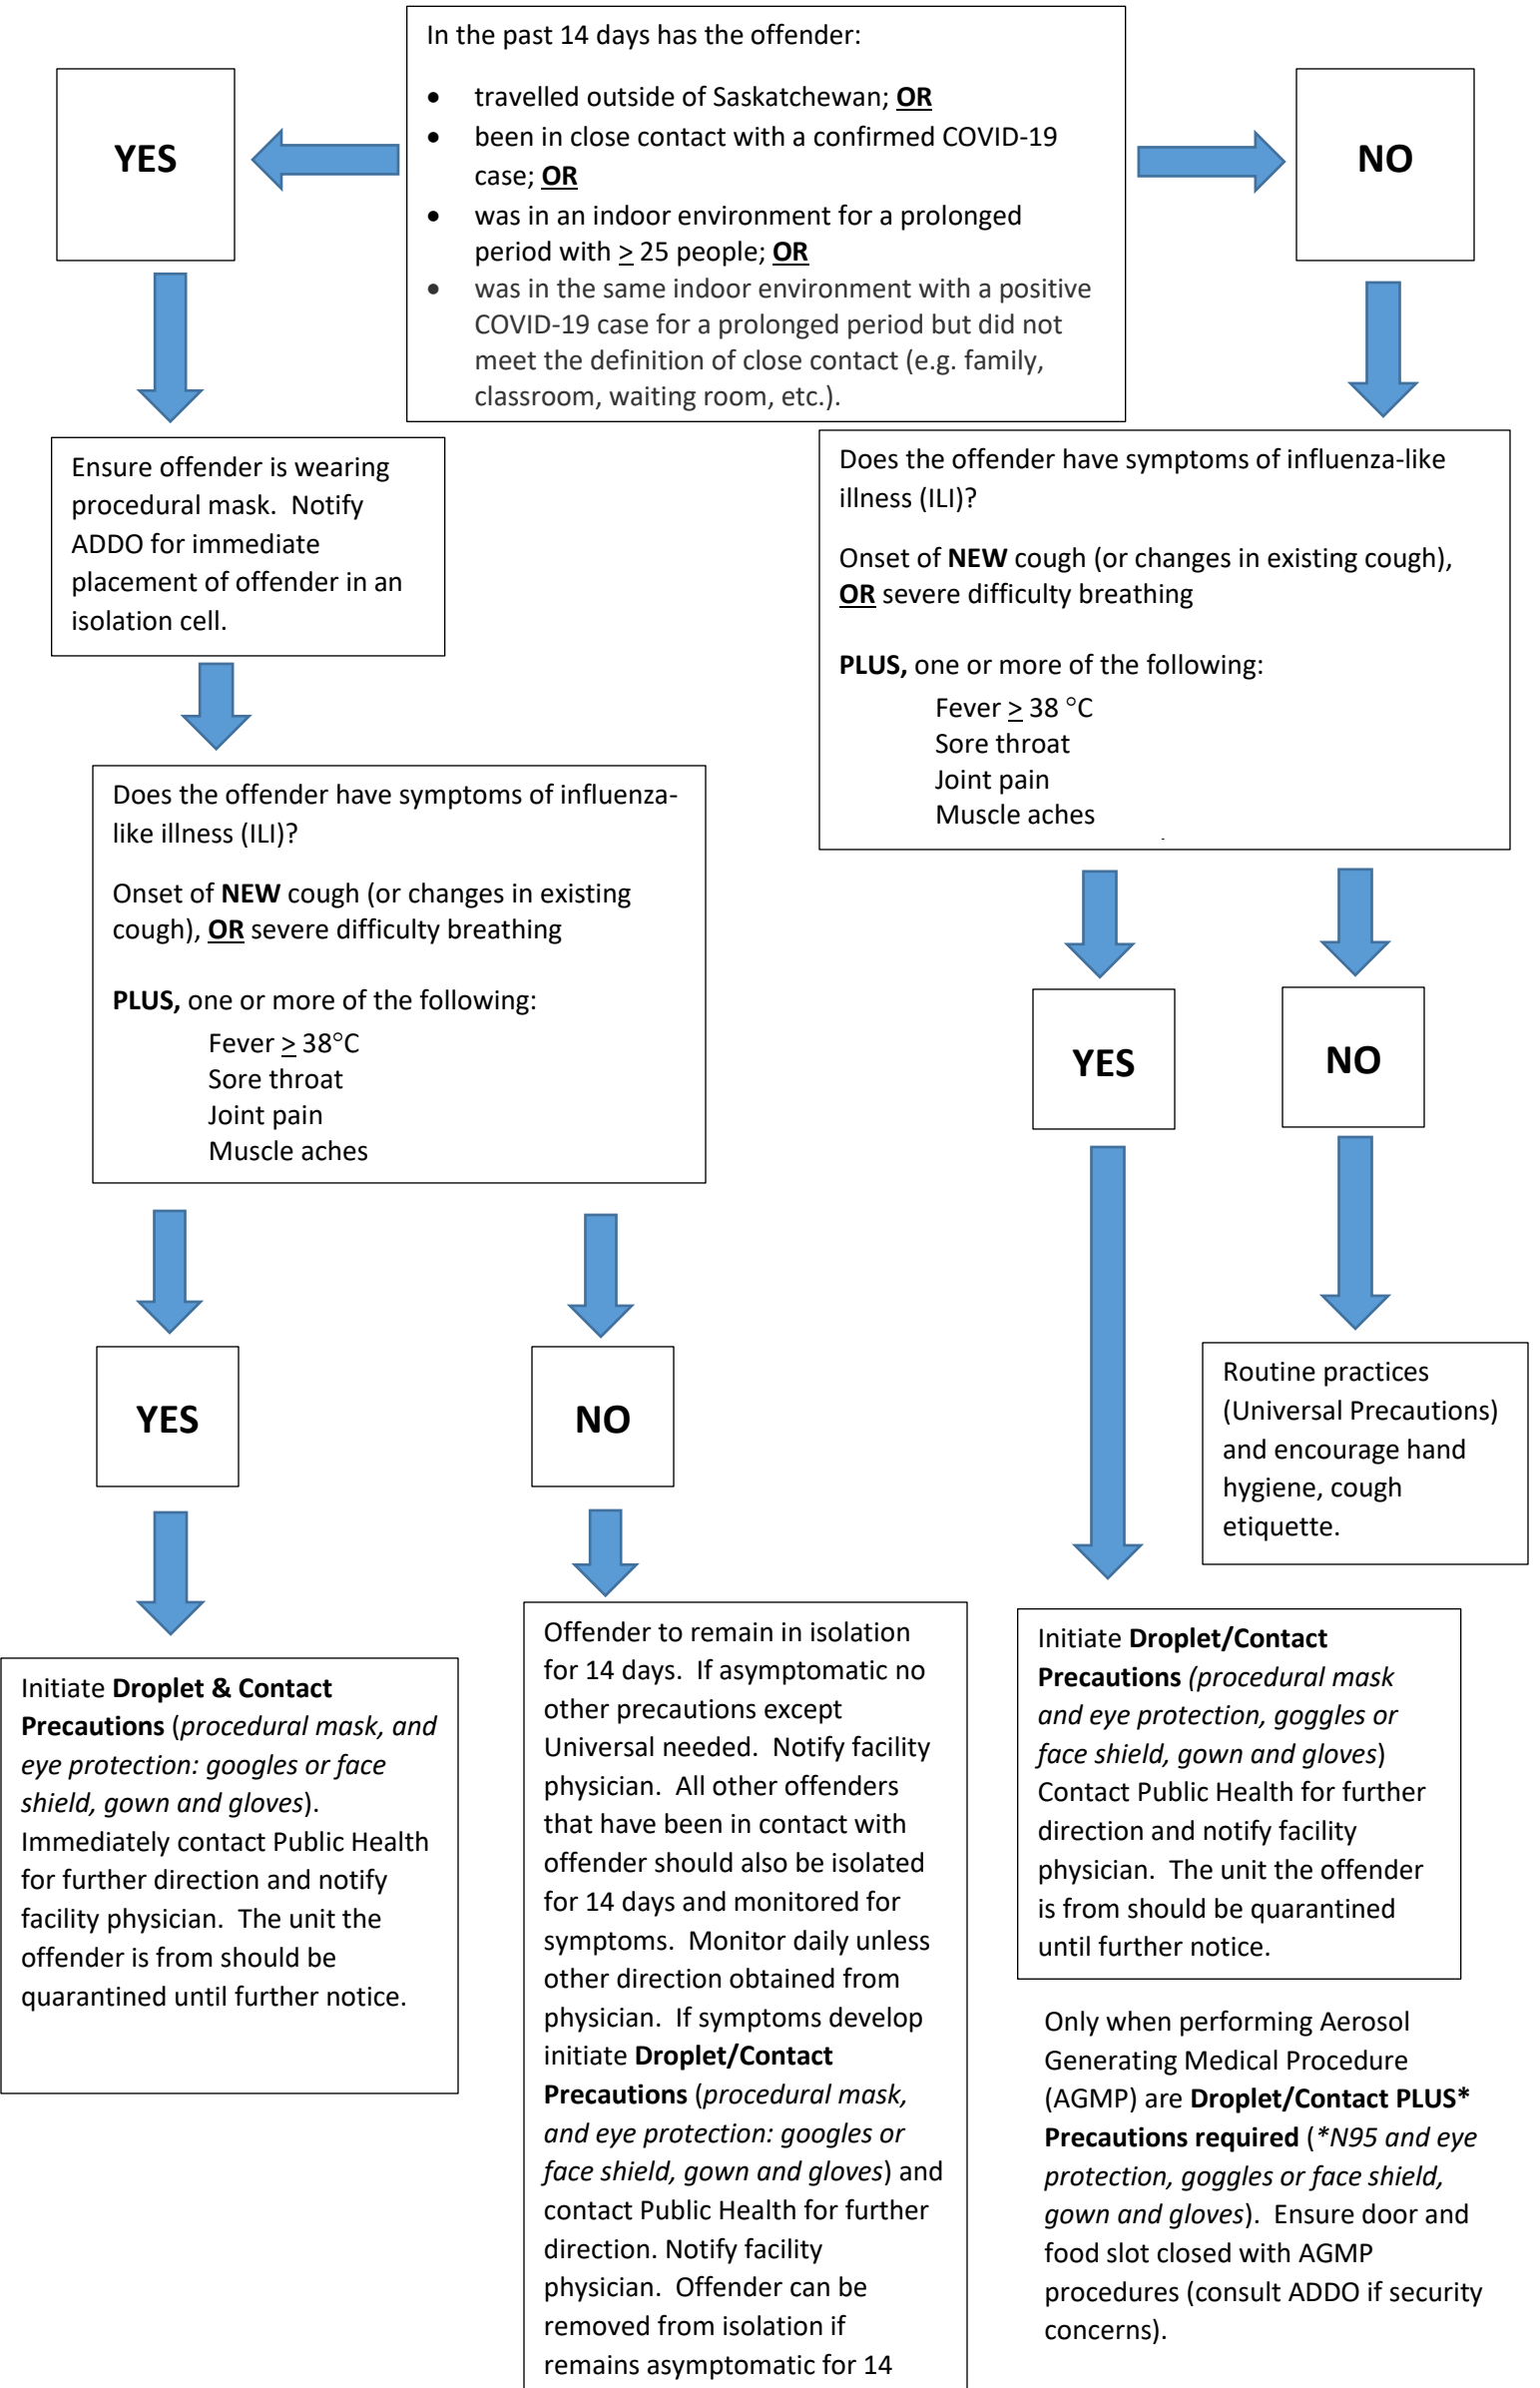 In the past 14 days has the offender:
• travelled outside of Saskatchewan; OR
• been in close contact with a confirmed COVID-19
case; OR
• was in an indoor environment for a prolonged
period with > 25 people; OR
• was in the same indoor environment with a positive
COVID-19 case for a prolonged period but did not
meet the definition of close contact (e.g. family,
classroom, waiting room, etc.).
YES
NO
Ensure offender is wearing
procedural mask. Notify
ADDO for immediate
placement of offender in an
isolation cell.
Does the offender have symptoms of influenza-like
illness (ILI)?
Onset of NEW cough (or changes in existing cough),
OR severe difficulty breathing
PLUS, one or more of the following:
Fever > 38 °C
Sore throat
Joint pain
Muscle aches
Does the offender have symptoms of influenza-
like illness (ILI)?
Onset of NEW cough (or changes in existing
cough), OR severe difficulty breathing
PLUS, one or more of the following:
Fever > 38°C
Sore throat
Joint pain
Muscle aches
YES
NO
YES
NO
Routine practices
(Universal Precautions)
and encourage hand
hygiene, cough
etiquette.
Initiate Droplet & Contact
Precautions (procedural mask, and
eye protection: googles or face
shield, gown and gloves).
Immediately contact Public Health
for further direction and notify
facility physician. The unit the
offender is from should be
quarantined until further notice.
Offender to remain in isolation
for 14 days. If asymptomatic no
other precautions except
Universal needed. Notify facility
physician. All other offenders
that have been in contact with
offender should also be isolated
for 14 days and monitored for
symptoms. Monitor daily unless
other direction obtained from
physician. If symptoms develop
initiate Droplet/Contact
Precautions (procedural mask,
and eye protection: googles or
face shield, gown and gloves) and
contact Public Health for further
direction. Notify facility
physician. Offender can be
removed from isolation if
remains asymptomatic for 14
Initiate Droplet/Contact
Precautions (procedural mask
and eye protection, goggles or
face shield, gown and gloves)
Contact Public Health for further
direction and notify facility
physician. The unit the offender
is from should be quarantined
until further notice.
Only when performing Aerosol
Generating Medical Procedure
(AGMP) are Droplet/Contact PLUS*
Precautions required (*N95 and eye
protection, goggles or face shield,
gown and gloves). Ensure door and
food slot closed with AGMP
procedures (consult ADDO if security
concerns).